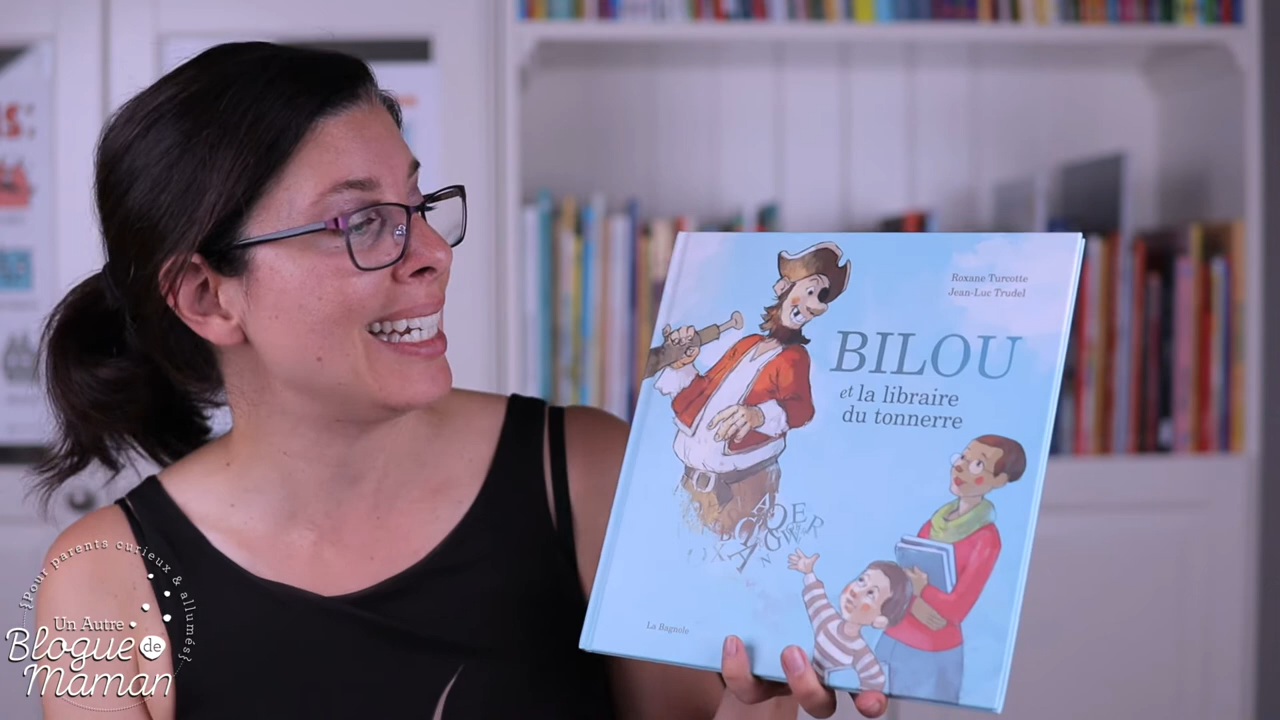 Roxane Turcotte
Jean-Luc Trudel
BILOU
et la libraire
du tonnerre
La Bagnole
{Pour parents curieux & allumés}
Un Autre
Blogue de
Maman